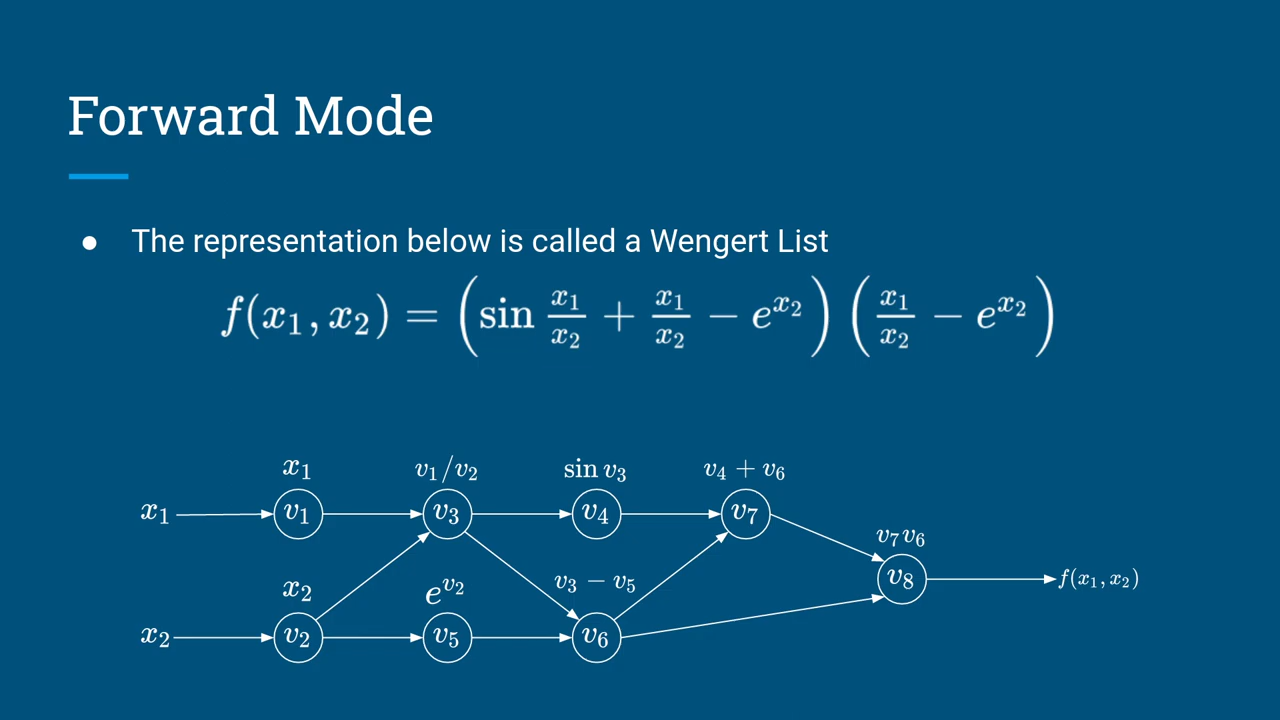 Forward Mode
● The representation below is called a Wengert List
f(x₁, x₂) = (sin x₁/x₂ + x₁/x₂ − e^{x₂}) (x₁/x₂ − e^{x₂})
x₁ v₁/v₂ sin v₃ v₄ + v₆
x₁ v₁ v₃ v₄ v₇
v₇v₆
v₈ f(x₁, x₂)
x₂ e^{v₂} v₃ − v₅
x₂ v₂ v₅ v₆